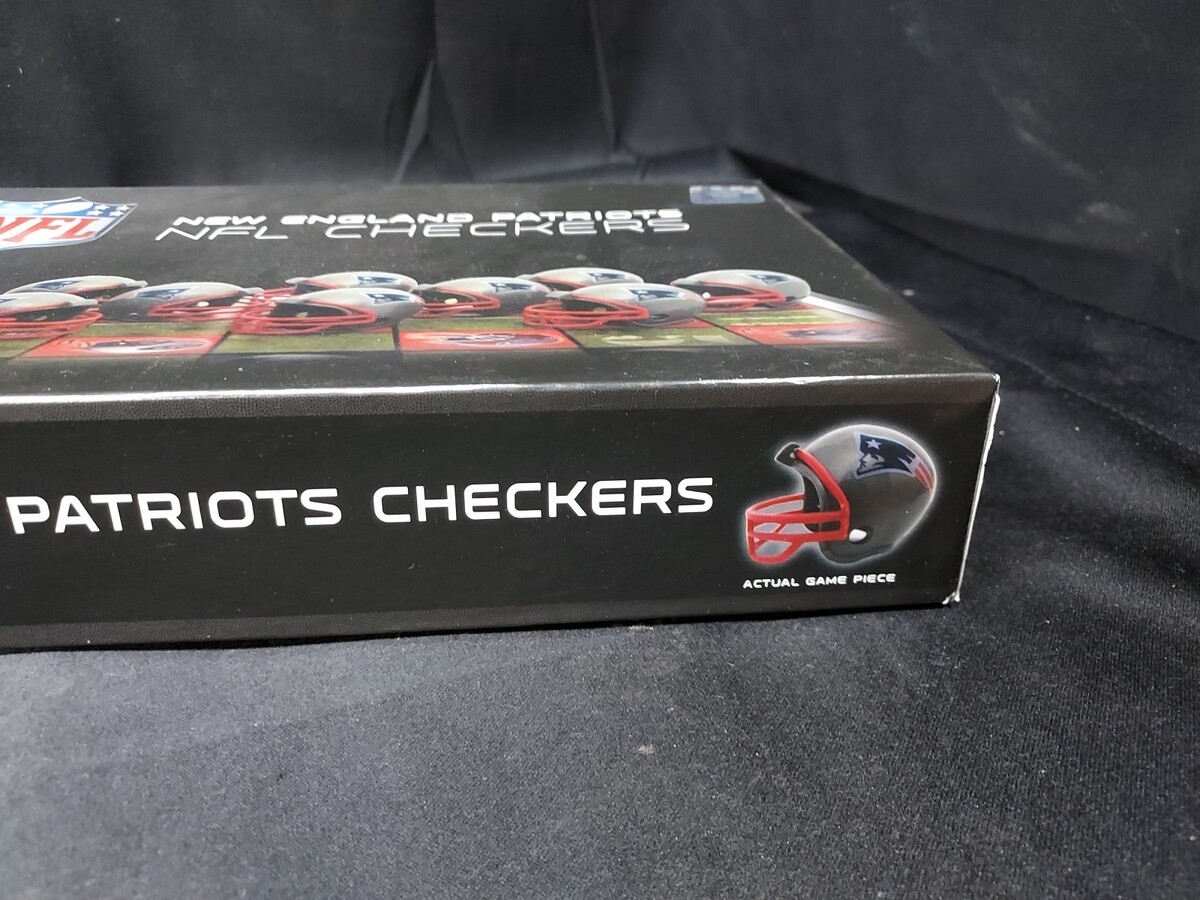 NFL
NEW ENGLAND PATRIOTS
NFL CHECKERS
PATRIOTS CHECKERS
ACTUAL GAME PIECE